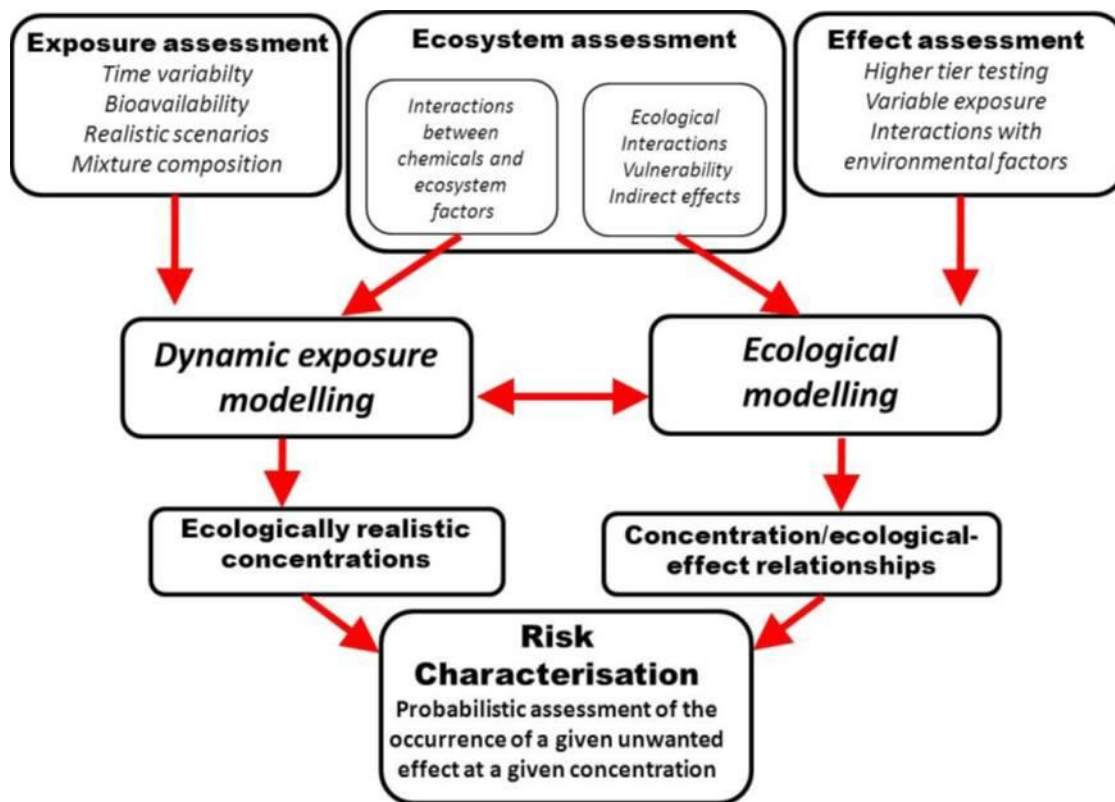 Exposure assessment
Time variabilty
Bioavailability
Realistic scenarios
Mixture composition
Ecosystem assessment
Interactions
between
chemicals and
ecosystem
factors
Ecological
Interactions
Vulnerability
Indirect effects
Effect assessment
Higher tier testing
Variable exposure
Interactions with
environmental factors
Dynamic exposure
modelling
Ecological
modelling
Ecologically realistic
concentrations
Concentration/ecological-
effect relationships
Risk
Characterisation
Probabilistic assessment of the
occurrence of a given unwanted
effect at a given concentration